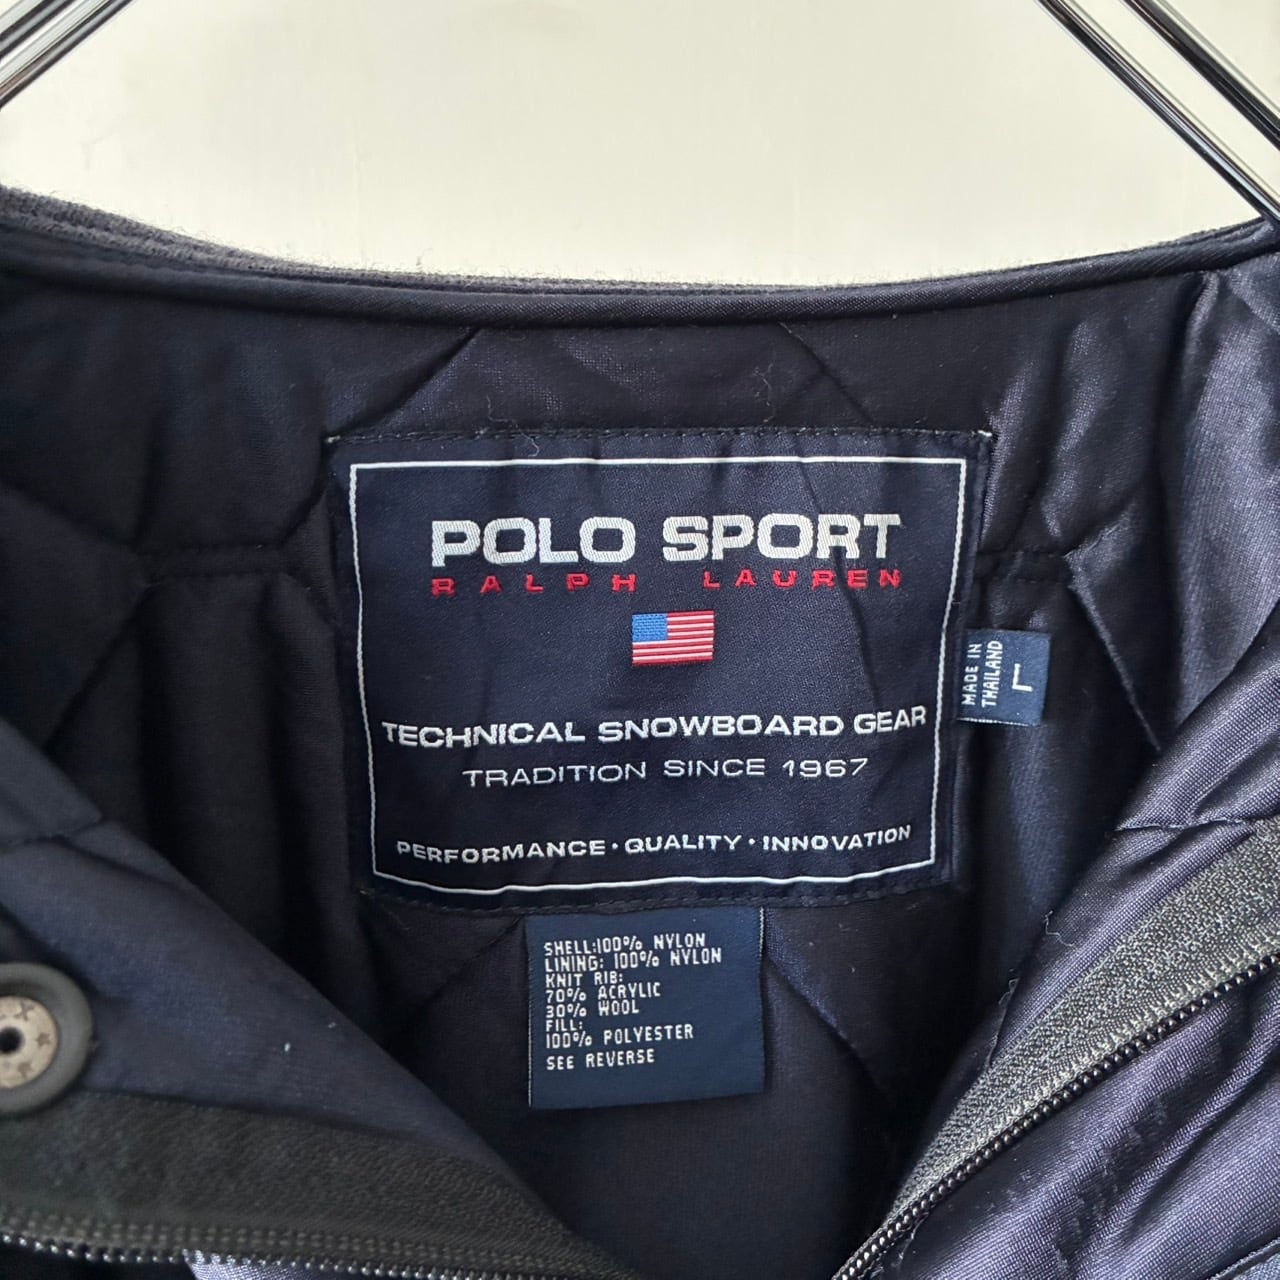 POLO SPORT
RALPH LAUREN
TECHNICAL SNOWBOARD GEAR
TRADITION SINCE 1967
PERFORMANCE • QUALITY • INNOVATION
MADE IN
THAILAND
L
SHELL:100% NYLON
LINING: 100% NYLON
KNIT RIB:
70% ACRYLIC
30% WOOL
FILL:
100% POLYESTER
SEE REVERSE